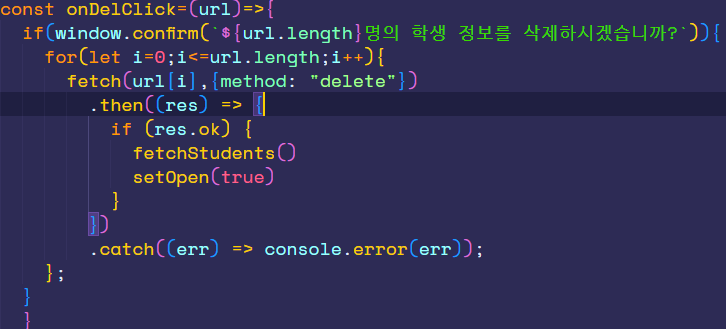 const onDelClick=(url)=>{
if(window.confirm(`${url.length}명의 학생 정보를 삭제하시겠습니까?`)){
for(let i=0;i<=url.length;i++){
fetch(url[i],{method: "delete"})
.then((res) => {
if (res.ok) {
fetchStudents()
setOpen(true)
}
})
.catch((err) => console.error(err));
};
}
}